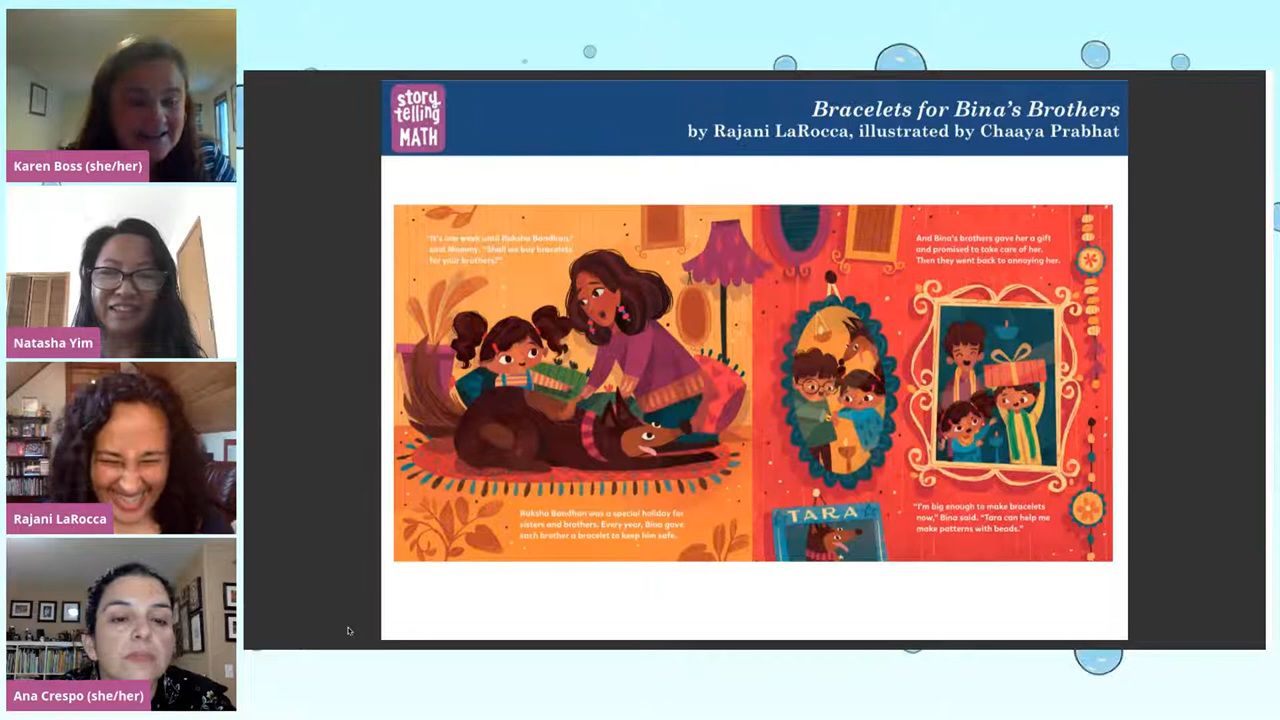 Karen Boss (she/her)
Natasha Yim
Rajani LaRocca
Ana Crespo (she/her)
story
telling
MATH
Bracelets for Bina's Brothers
by Rajani LaRocca, illustrated by Chaaya Prabhat
"It's one week until Raksha Bandhan,"
said Mommy. "Shall we buy bracelets
for your brothers?"
Raksha Bandhan was a special holiday for
sisters and brothers. Every year, Bina gave
each brother a bracelet to keep him safe.
And Bina's brothers gave her a gift
and promised to take care of her.
Then they went back to annoying her.
TARA
"I'm big enough to make bracelets
now," Bina said. "Tara can help me
make patterns with beads."